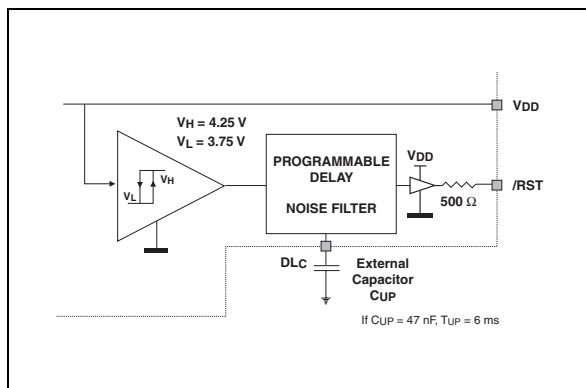 VDD
VH = 4.25 V
VL = 3.75 V
VH
VL
PROGRAMMABLE
DELAY
NOISE FILTER
VDD
500 Ω
/RST
DLC
External
Capacitor
CUP
If CUP = 47 nF, TUP = 6 ms